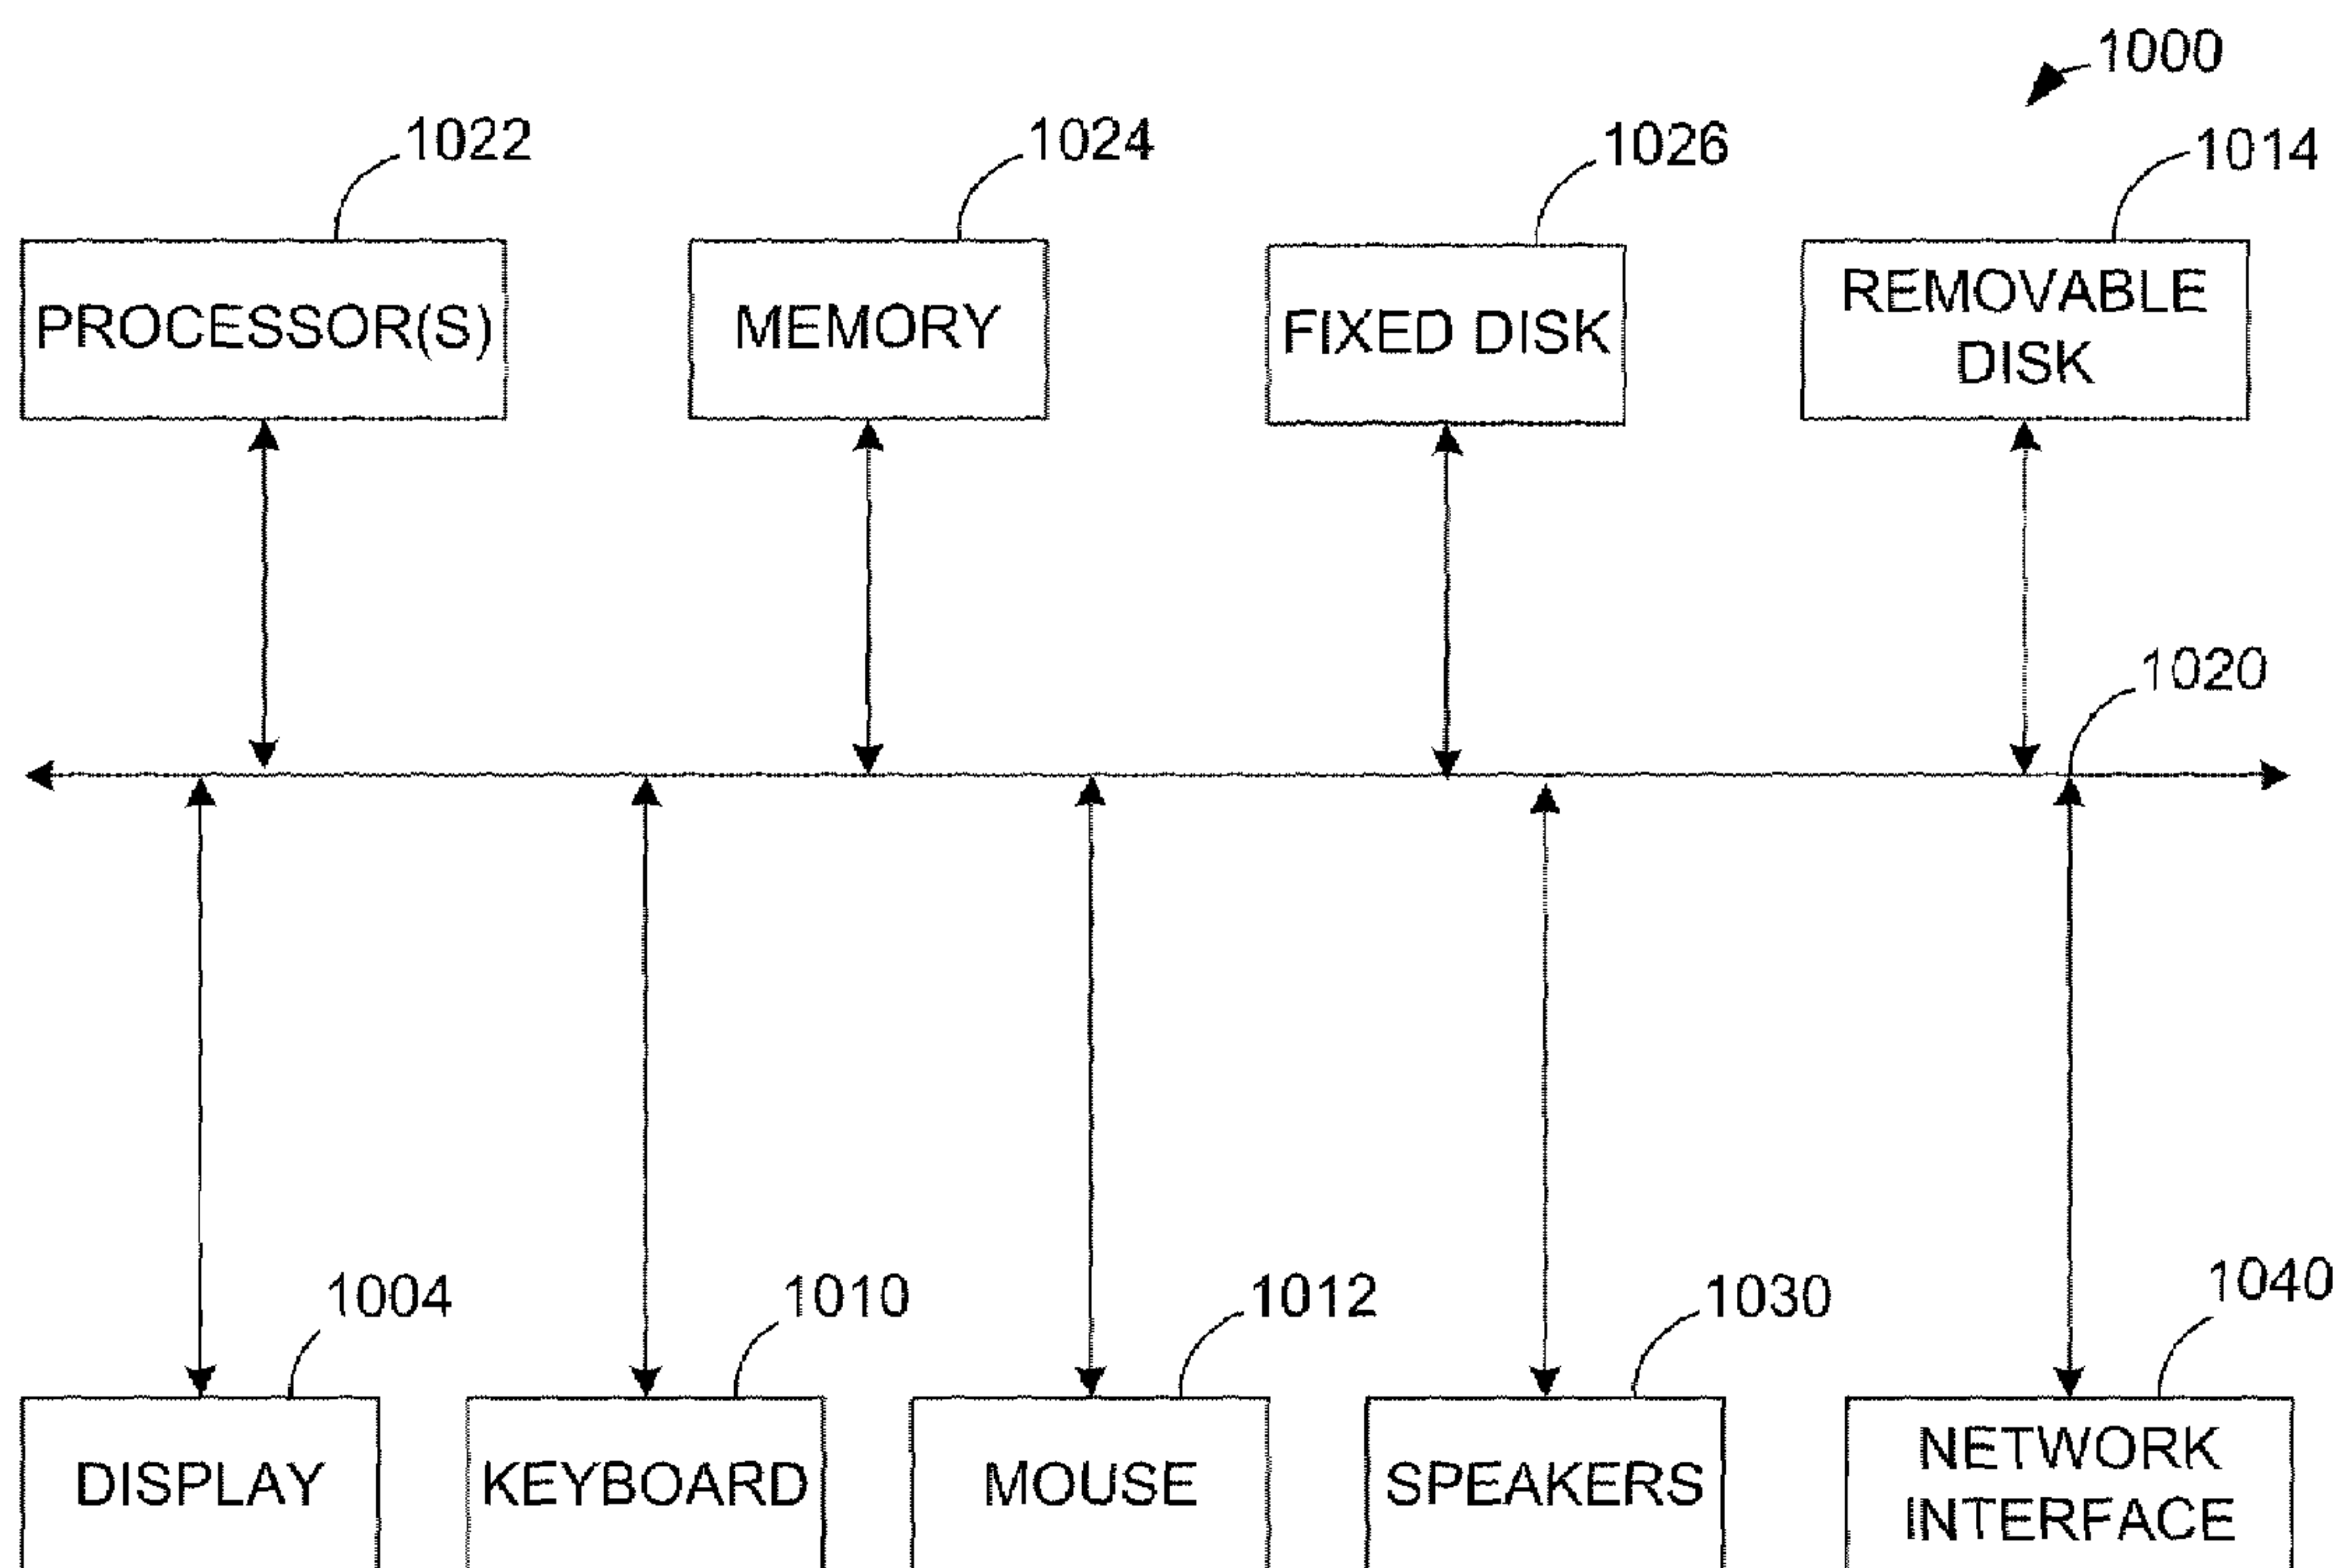 1000
1022
1024
1026
1014
PROCESSOR(S)
MEMORY
FIXED DISK
REMOVABLE
DISK
1020
1004
1010
1012
1030
1040
DISPLAY
KEYBOARD
MOUSE
SPEAKERS
NETWORK
INTERFACE